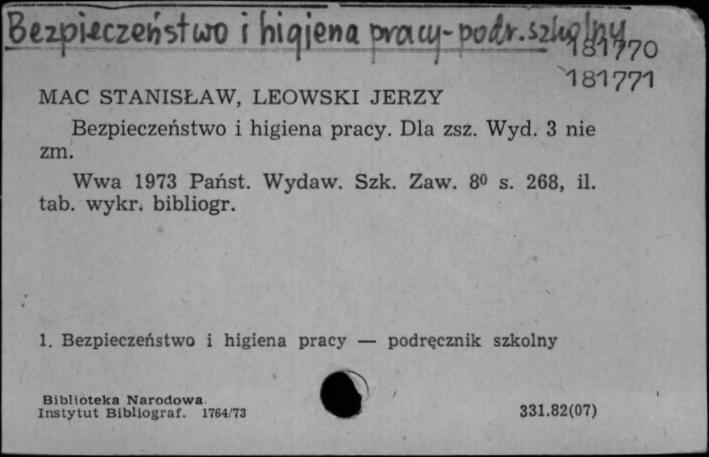 Bezpieczeństwo i higiena pracy - podr. szkolny
181770
181771
MAC STANISŁAW, LEOWSKI JERZY
Bezpieczeństwo i higiena pracy. Dla zsz. Wyd. 3 nie
zm.
Wwa 1973 Państ. Wydaw. Szk. Zaw. 8⁰ s. 268, il.
tab. wykr. bibliogr.
1. Bezpieczeństwo i higiena pracy — podręcznik szkolny
Biblioteka Narodowa
Instytut Bibliograf. 1764/73
331.82(07)